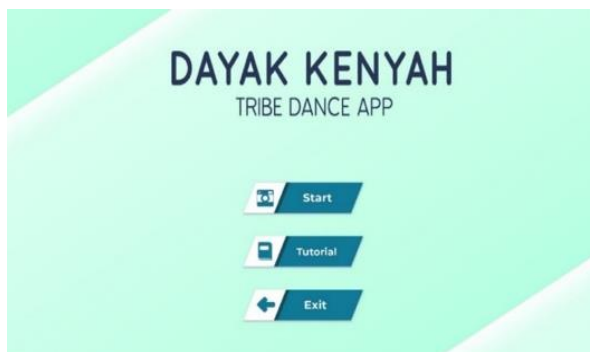 DAYAK KENYAH
TRIBE DANCE APP
Start
Tutorial
Exit